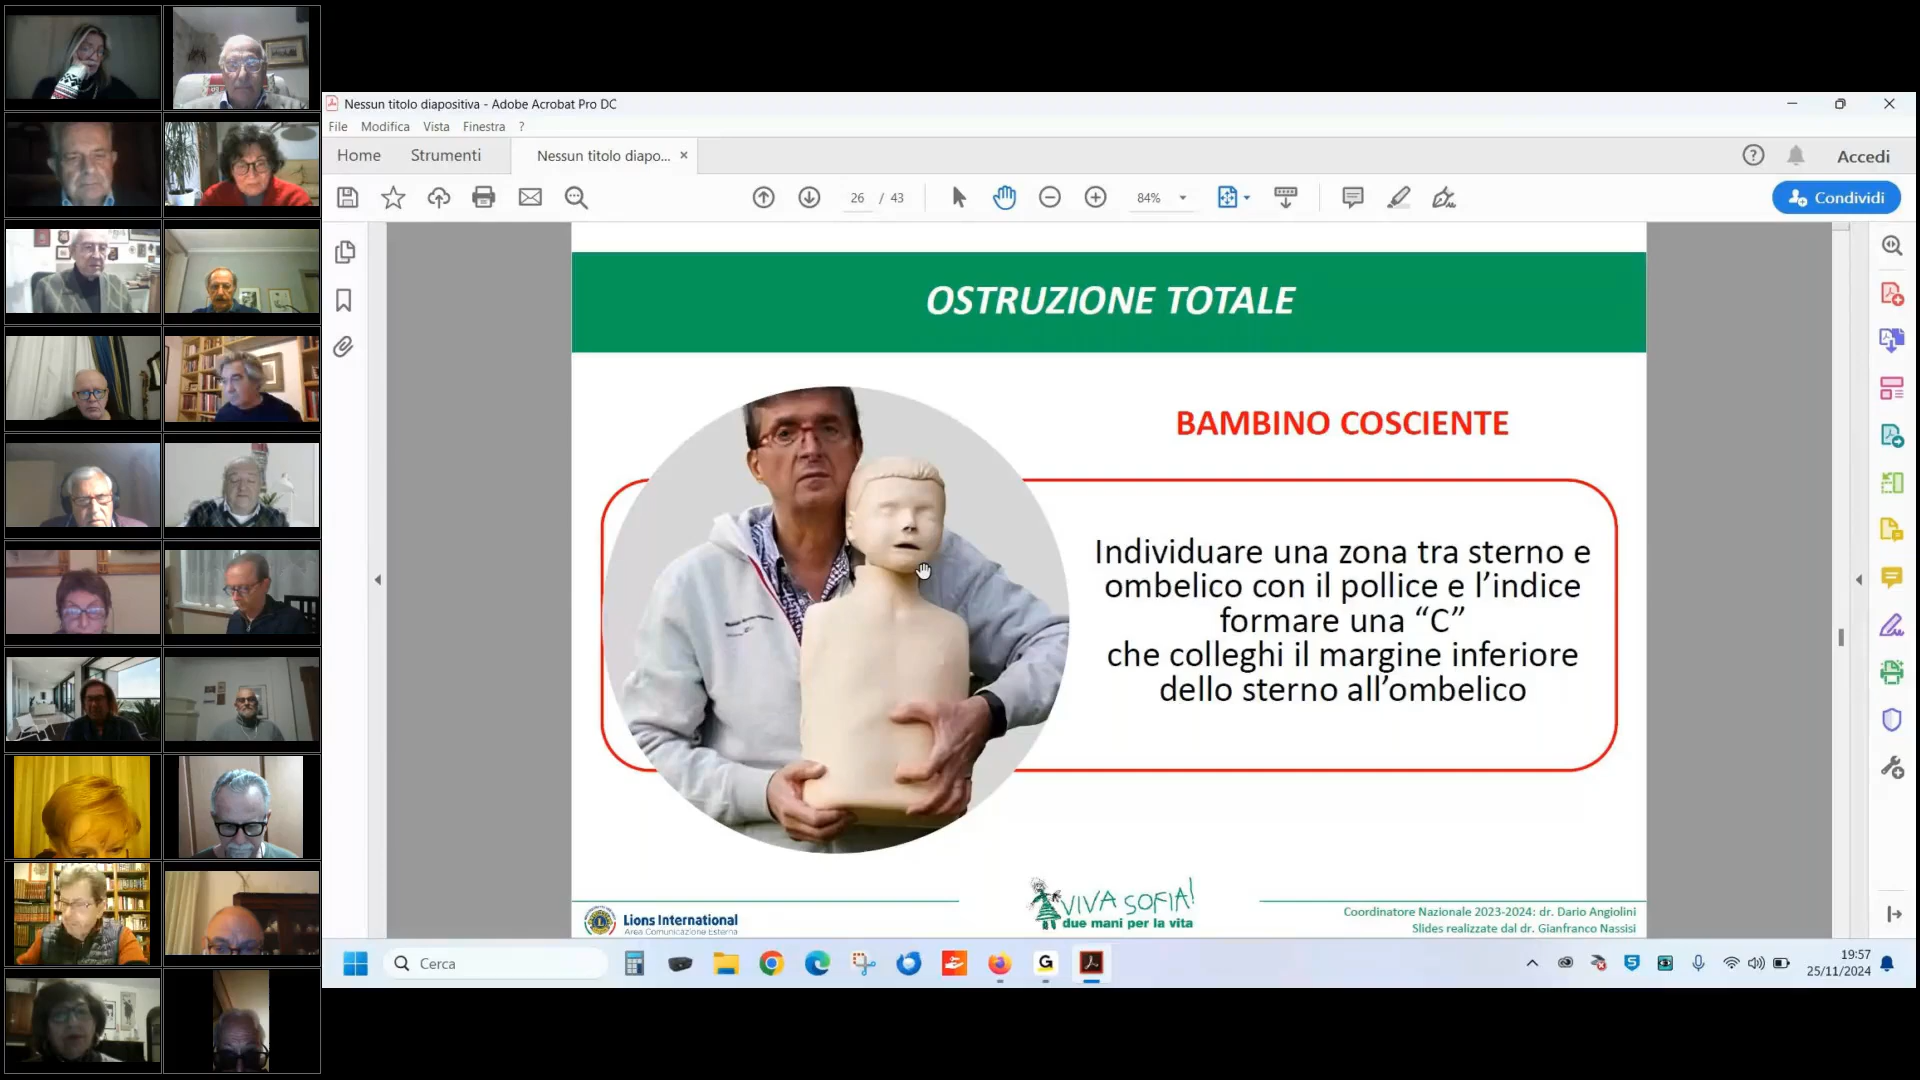 Nessun titolo diapositiva - Adobe Acrobat Pro DC
File Modifica Vista Finestra ?
Home Strumenti Nessun titolo diapo... × Accedi
26 / 43 84% Condividi
OSTRUZIONE TOTALE
BAMBINO COSCIENTE
Individuare una zona tra sterno e
ombelico con il pollice e l’indice
formare una “C”
che colleghi il margine inferiore
dello sterno all’ombelico
Lions International
Area Comunicazione Esterna
VIVA SOFIA!
due mani per la vita
Coordinatore Nazionale 2023-2024: dr. Dario Angiolini
Slides realizzate dal dr. Gianfranco Nassisi
Cerca
19:57
25/11/2024